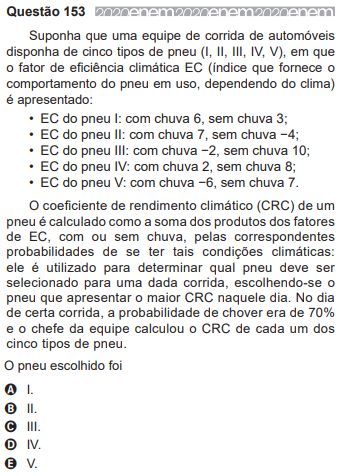 Questão 153 2020enem2020enem2020enem
Suponha que uma equipe de corrida de automóveis
disponha de cinco tipos de pneu (I, II, III, IV, V), em que
o fator de eficiência climática EC (índice que fornece o
comportamento do pneu em uso, dependendo do clima)
é apresentado:
• EC do pneu I: com chuva 6, sem chuva 3;
• EC do pneu II: com chuva 7, sem chuva −4;
• EC do pneu III: com chuva −2, sem chuva 10;
• EC do pneu IV: com chuva 2, sem chuva 8;
• EC do pneu V: com chuva −6, sem chuva 7.
O coeficiente de rendimento climático (CRC) de um
pneu é calculado como a soma dos produtos dos fatores
de EC, com ou sem chuva, pelas correspondentes
probabilidades de se ter tais condições climáticas:
ele é utilizado para determinar qual pneu deve ser
selecionado para uma dada corrida, escolhendo-se o
pneu que apresentar o maior CRC naquele dia. No dia
de certa corrida, a probabilidade de chover era de 70%
e o chefe da equipe calculou o CRC de cada um dos
cinco tipos de pneu.
O pneu escolhido foi
A I.
B II.
C III.
D IV.
E V.